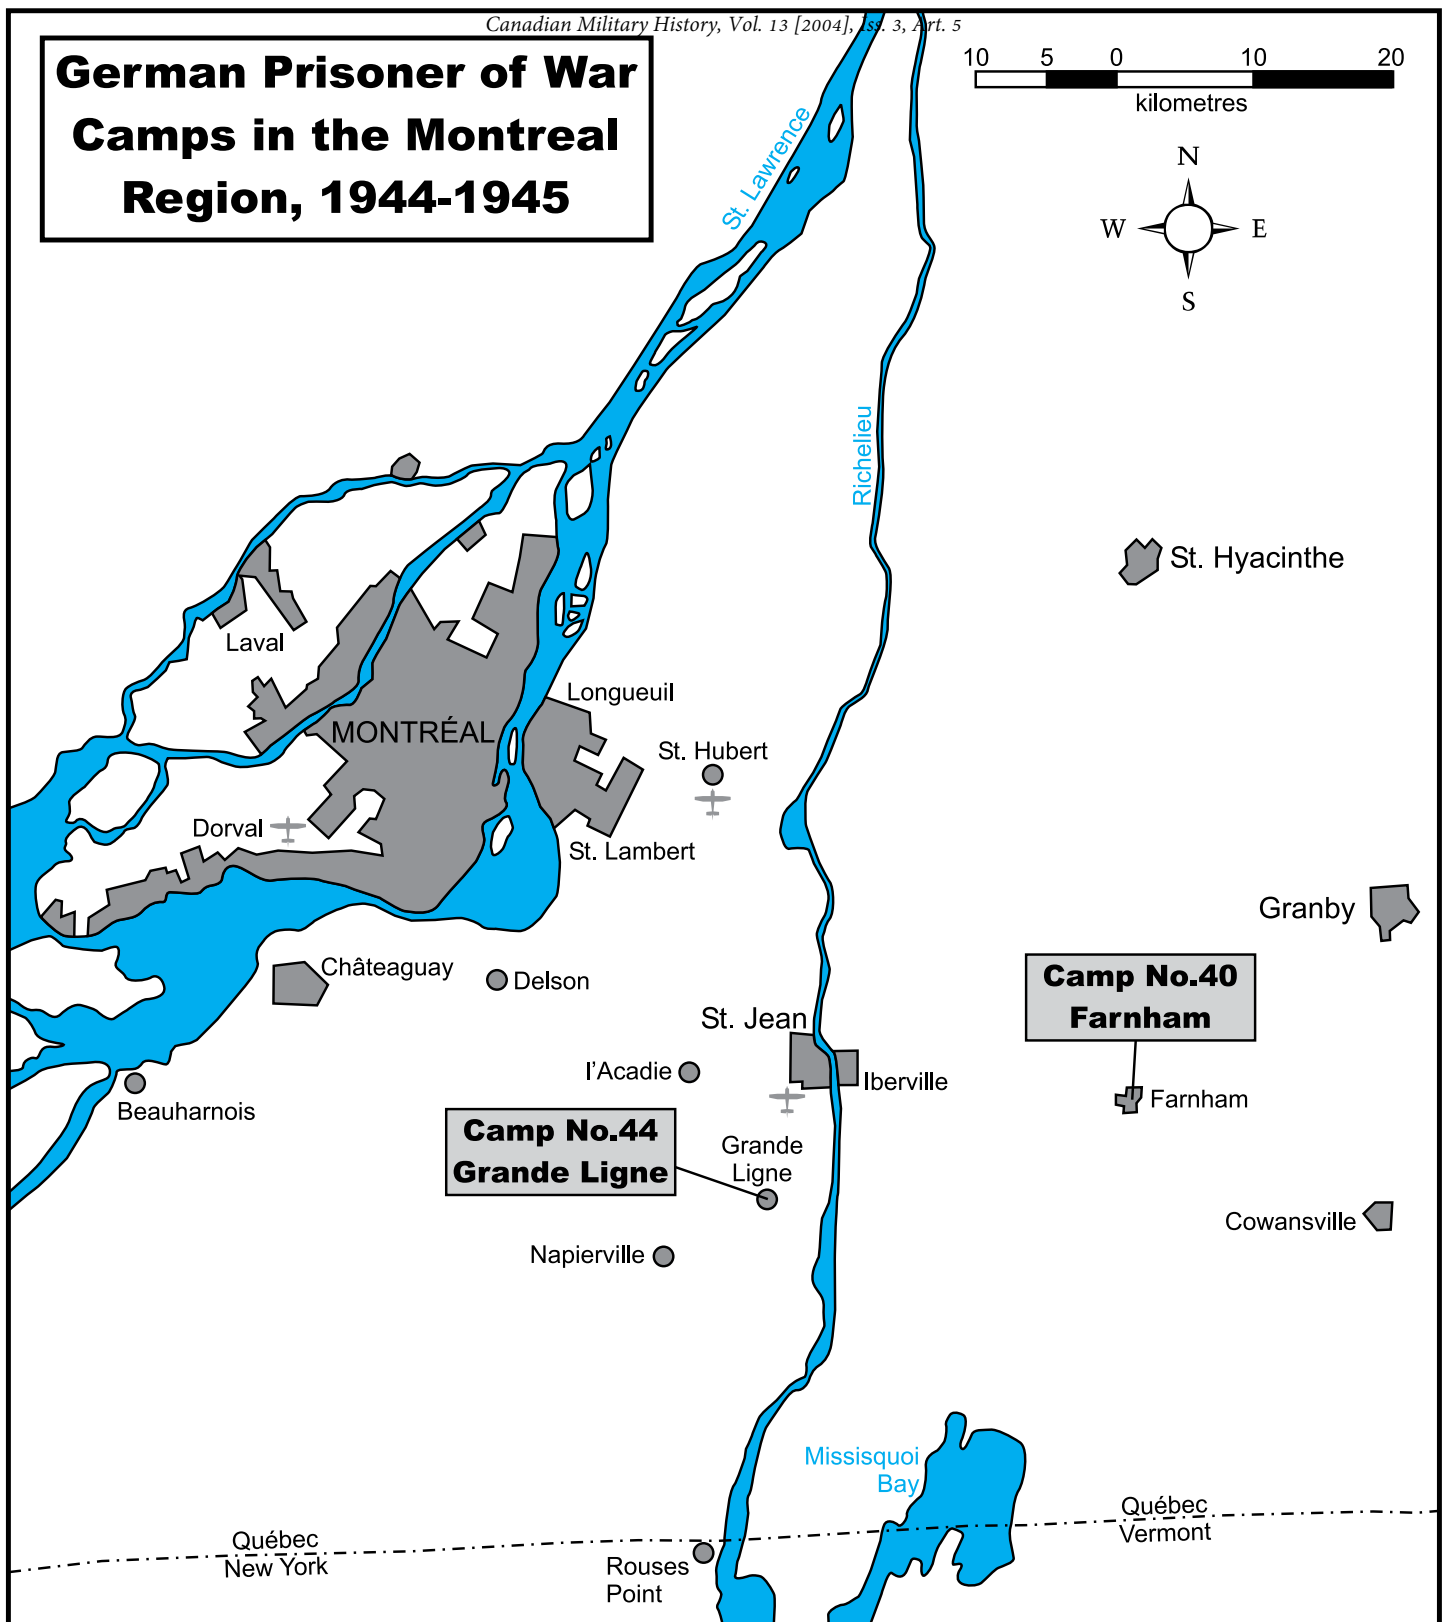 Canadian Military History, Vol. 13 [2004], Iss. 3, Art. 5
German Prisoner of War
Camps in the Montreal
Region, 1944-1945
10 5 0 10 20
kilometres
N
W E
S
St. Lawrence
Richelieu
St. Hyacinthe
Laval
Longueuil
MONTRÉAL
St. Hubert
Dorval
St. Lambert
Granby
Châteaguay
Delson
Camp No.40
Farnham
St. Jean
l'Acadie
Iberville
Farnham
Beauharnois
Camp No.44
Grande Ligne
Grande
Ligne
Cowansville
Napierville
Missisquoi
Bay
Québec
Vermont
Québec
New York
Rouses
Point